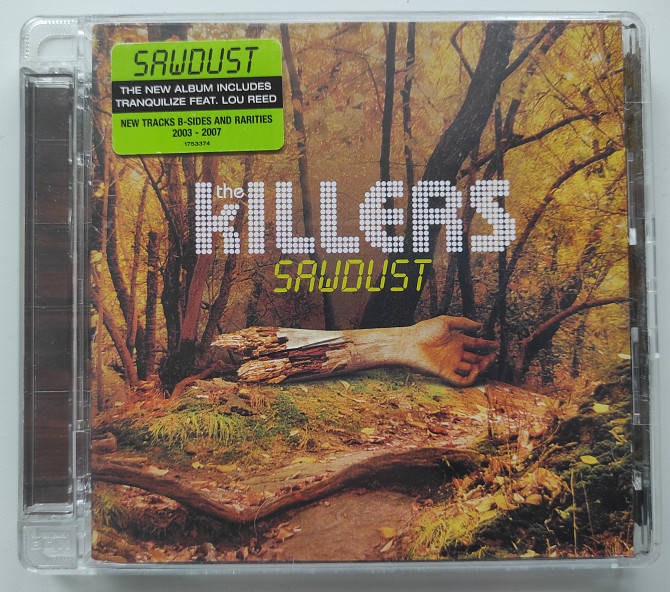 SAWDUST
THE NEW ALBUM INCLUDES
TRANQUILIZE FEAT. LOU REED
NEW TRACKS B-SIDES AND RARITIES
2003 - 2007
1753374
the
KILLERS
SAWDUST